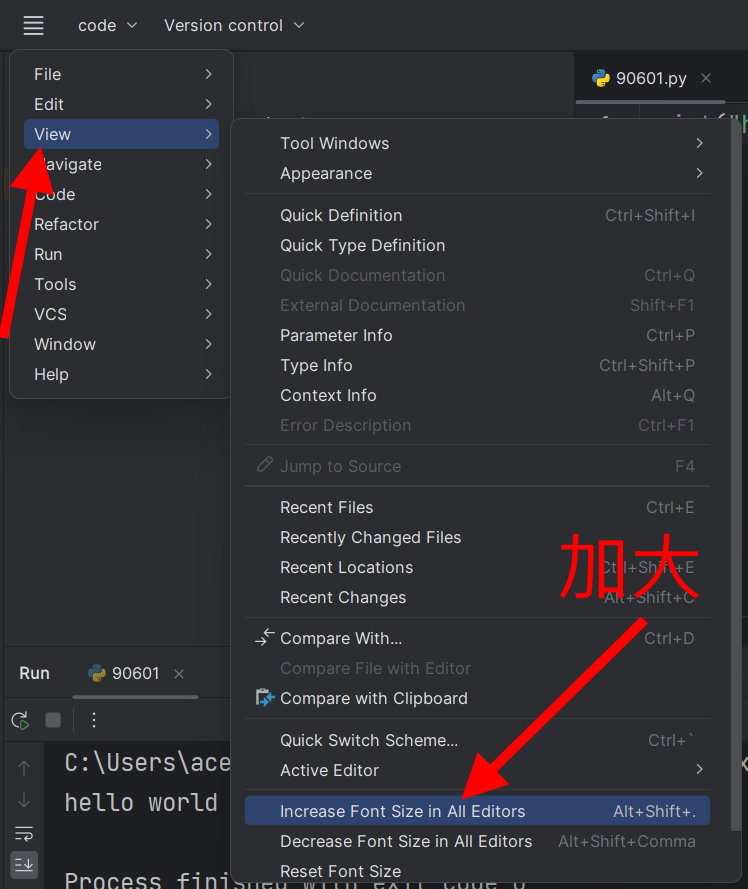 code
Version control
90601.py
File
Edit
View
Navigate
Code
Refactor
Run
Tools
VCS
Window
Help
Tool Windows
Appearance
Quick Definition Ctrl+Shift+I
Quick Type Definition
Quick Documentation Ctrl+Q
External Documentation Shift+F1
Parameter Info Ctrl+P
Type Info Ctrl+Shift+P
Context Info Alt+Q
Error Description Ctrl+F1
Jump to Source F4
Recent Files Ctrl+E
Recently Changed Files
Recent Locations Ctrl+Shift+E
Recent Changes Alt+Shift+C
加大
Compare With... Ctrl+D
Compare File with Editor
Compare with Clipboard
Quick Switch Scheme... Ctrl+`
Active Editor
Increase Font Size in All Editors Alt+Shift+.
Decrease Font Size in All Editors Alt+Shift+Comma
Reset Font Size
Run 90601
C:\Users\ace
hello world
Process finished with exit code 0